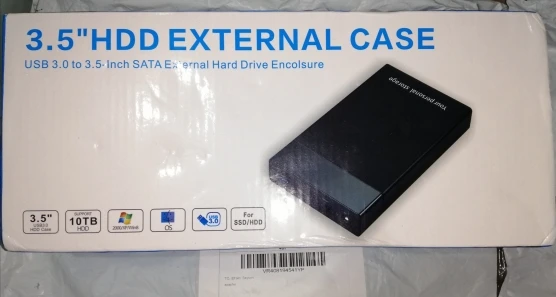 3.5"HDD EXTERNAL CASE
USB 3.0 to 3.5-Inch SATA External Hard Drive Encolsure
Your personal storage
3.5"
USB3.0
HDD Case
SUPPORT
10TB
HDD
OS
USB
3.0
For
SSD/HDD